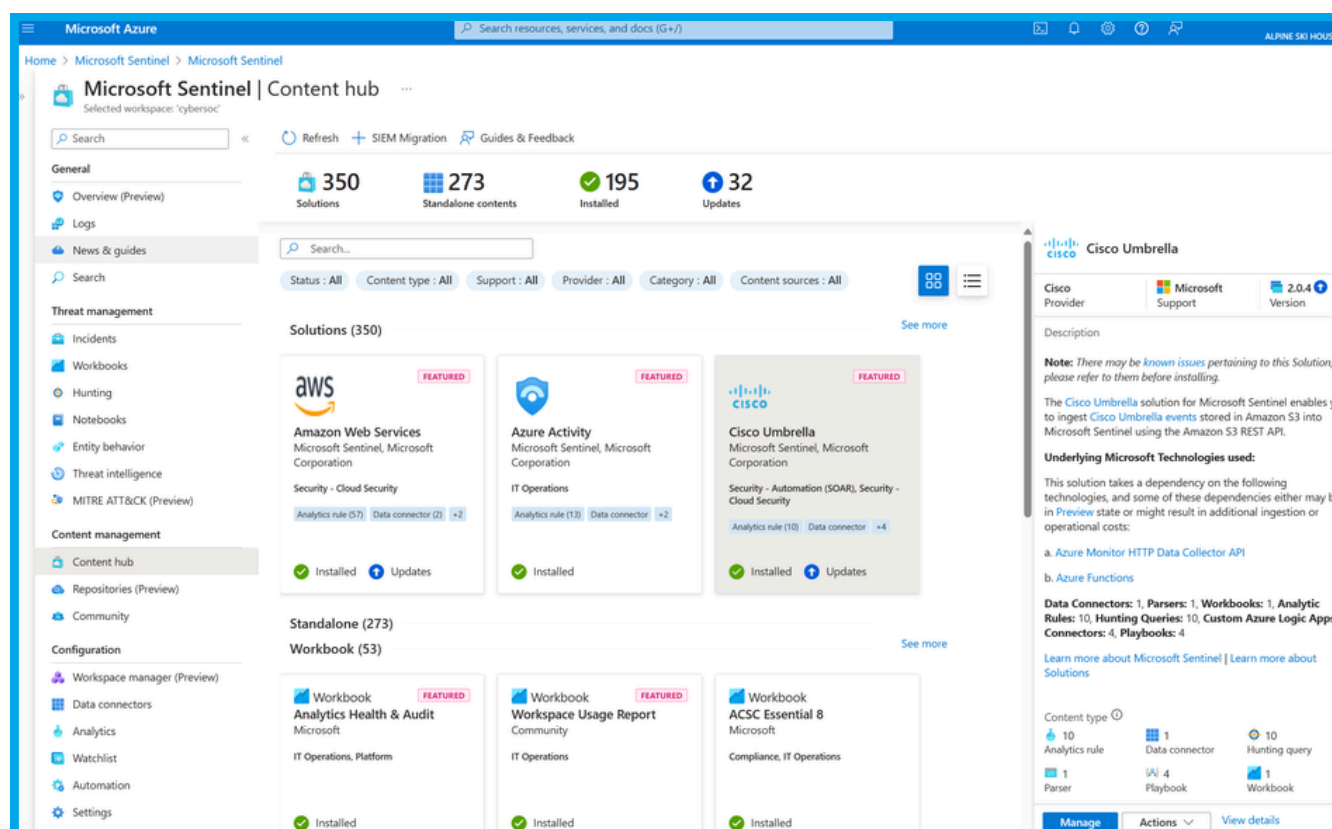 Microsoft Azure
Search resources, services, and docs (G+/)
ALPINE SKI HOUS
Home > Microsoft Sentinel > Microsoft Sentinel
Microsoft Sentinel | Content hub ...
Selected workspace: 'cybersoc'
Search
General
Overview (Preview)
Logs
News & guides
Search
Threat management
Incidents
Workbooks
Hunting
Notebooks
Entity behavior
Threat intelligence
MITRE ATT&CK (Preview)
Content management
Content hub
Repositories (Preview)
Community
Configuration
Workspace manager (Preview)
Data connectors
Analytics
Watchlist
Automation
Settings
Refresh
SIEM Migration
Guides & Feedback
350
Solutions
273
Standalone contents
195
Installed
32
Updates
Search...
Status : All
Content type : All
Support : All
Provider : All
Category : All
Content sources : All
Solutions (350)
See more
FEATURED
aws
Amazon Web Services
Microsoft Sentinel, Microsoft
Corporation
Security - Cloud Security
Analytics rule (57) Data connector (2) +2
Installed Updates
FEATURED
Azure Activity
Microsoft Sentinel, Microsoft
Corporation
IT Operations
Analytics rule (13) Data connector +2
Installed
FEATURED
CISCO
Cisco Umbrella
Microsoft Sentinel, Microsoft
Corporation
Security - Automation (SOAR), Security -
Cloud Security
Analytics rule (10) Data connector +4
Installed Updates
Standalone (273)
Workbook (53)
See more
Workbook FEATURED
Analytics Health & Audit
Microsoft
IT Operations, Platform
Installed
Workbook FEATURED
Workspace Usage Report
Community
IT Operations
Installed
Workbook
ACSC Essential 8
Microsoft
Compliance, IT Operations
Installed
CISCO
Cisco Umbrella
Cisco
Provider
Microsoft
Support
2.0.4
Version
Description
Note: There may be known issues pertaining to this Solution,
please refer to them before installing.
The Cisco Umbrella solution for Microsoft Sentinel enables y
to ingest Cisco Umbrella events stored in Amazon S3 into
Microsoft Sentinel using the Amazon S3 REST API.
Underlying Microsoft Technologies used:
This solution takes a dependency on the following
technologies, and some of these dependencies either may b
in Preview state or might result in additional ingestion or
operational costs:
a. Azure Monitor HTTP Data Collector API
b. Azure Functions
Data Connectors: 1, Parsers: 1, Workbooks: 1, Analytic
Rules: 10, Hunting Queries: 10, Custom Azure Logic Apps
Connectors: 4, Playbooks: 4
Learn more about Microsoft Sentinel | Learn more about
Solutions
Content type
10
Analytics rule
1
Data connector
10
Hunting query
1
Parser
4
Playbook
1
Workbook
Manage
Actions
View details